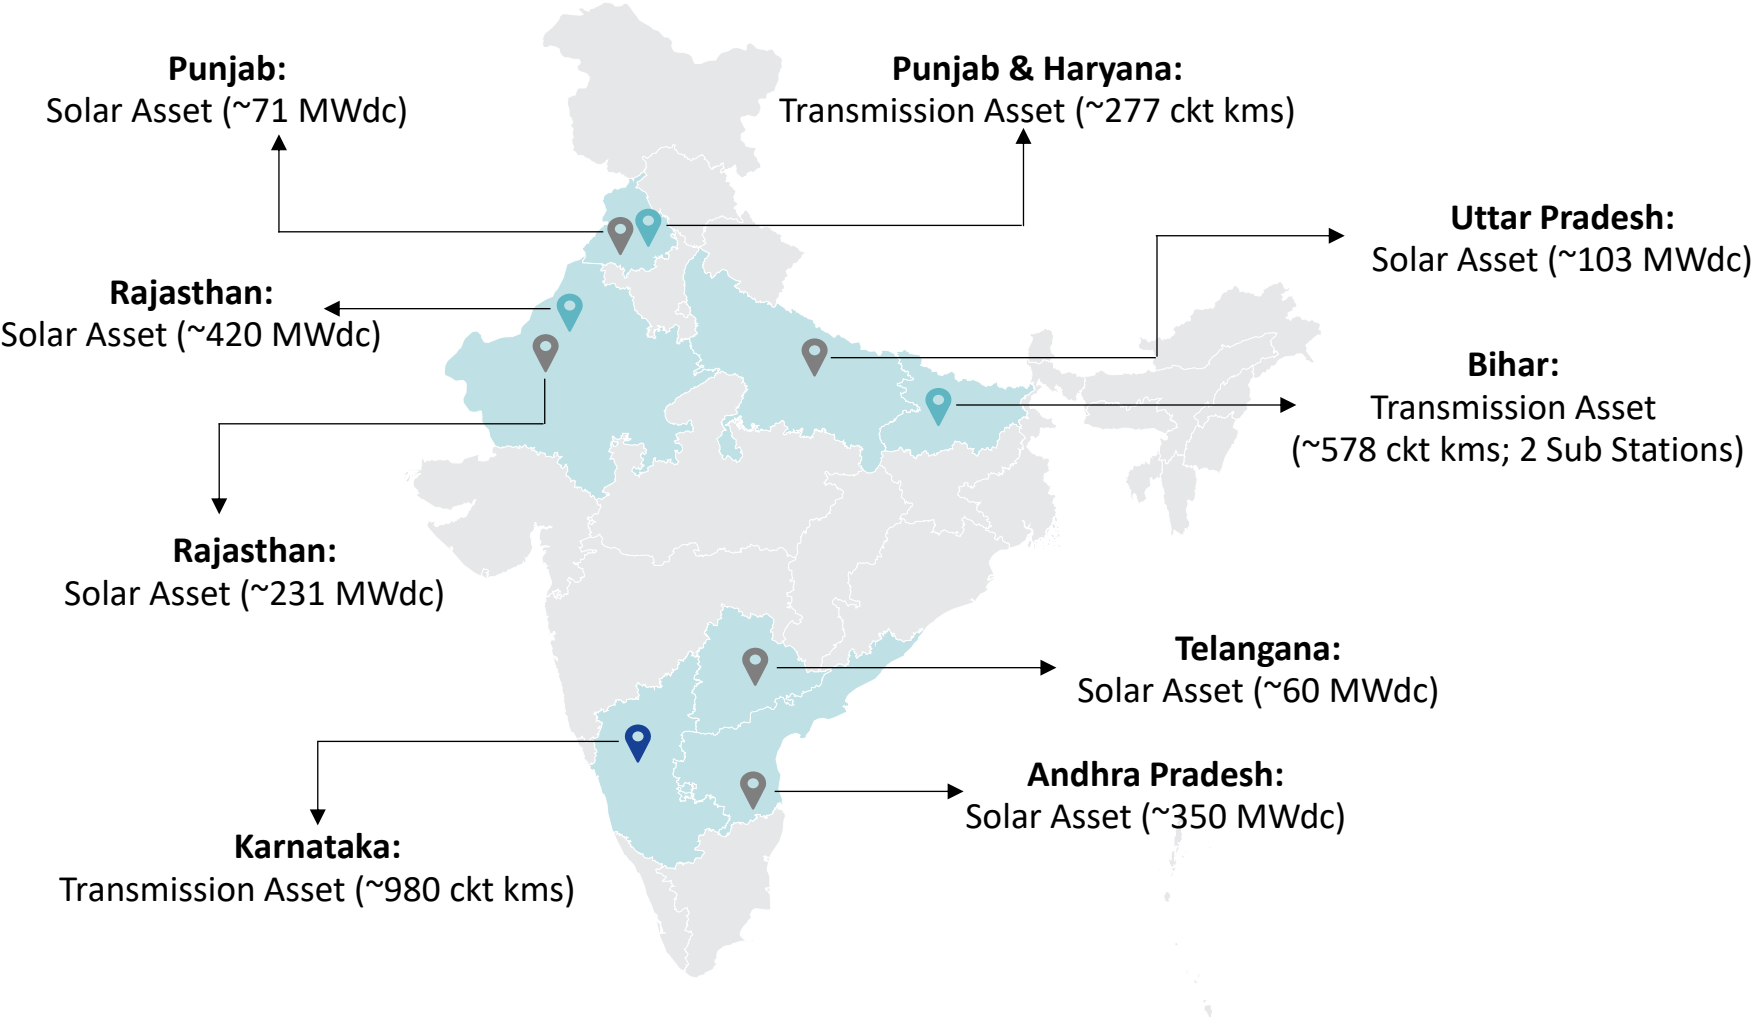 Punjab:
Solar Asset (~71 MWdc)
Punjab & Haryana:
Transmission Asset (~277 ckt kms)
Uttar Pradesh:
Solar Asset (~103 MWdc)
Rajasthan:
Solar Asset (~420 MWdc)
Bihar:
Transmission Asset
(~578 ckt kms; 2 Sub Stations)
Rajasthan:
Solar Asset (~231 MWdc)
Telangana:
Solar Asset (~60 MWdc)
Andhra Pradesh:
Solar Asset (~350 MWdc)
Karnataka:
Transmission Asset (~980 ckt kms)